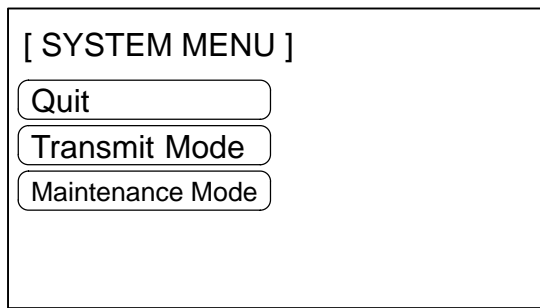 [ SYSTEM MENU ]
Quit
Transmit Mode
Maintenance Mode